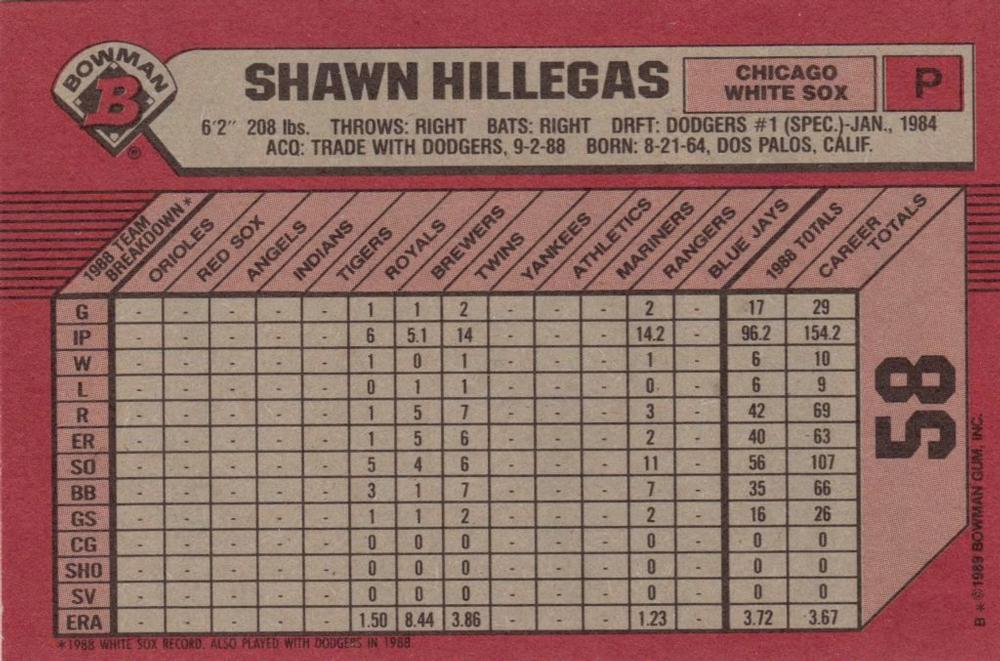 BOWMAN
B
®
SHAWN HILLEGAS
CHICAGO
WHITE SOX
P
6'2" 208 lbs. THROWS: RIGHT BATS: RIGHT DRFT: DODGERS #1 (SPEC.)-JAN., 1984
ACQ: TRADE WITH DODGERS, 9-2-88 BORN: 8-21-64, DOS PALOS, CALIF.
1988 TEAM
BREAKDOWN*
ORIOLES
RED SOX
ANGELS
INDIANS
TIGERS
ROYALS
BREWERS
TWINS
YANKEES
ATHLETICS
MARINERS
RANGERS
BLUE JAYS
1988 TOTALS
CAREER
TOTALS
G - - - - - 1 1 2 - - - 2 - 17 29
IP - - - - - 6 5.1 14 - - - 14.2 - 96.2 154.2
W - - - - - 1 0 1 - - - 1 - 6 10
L - - - - - 0 1 1 - - - 0 - 6 9
R - - - - - 1 5 7 - - - 3 - 42 69
ER - - - - - 1 5 6 - - - 2 - 40 63
SO - - - - - 5 4 6 - - - 11 - 56 107
BB - - - - - 3 1 7 - - - 7 - 35 66
GS - - - - - 1 1 2 - - - 2 - 16 26
CG - - - - - 0 0 0 - - - 0 - 0 0
SHO - - - - - 0 0 0 - - - 0 - 0 0
SV - - - - - 0 0 0 - - - 0 - 0 0
ERA - - - - - 1.50 8.44 3.86 - - - 1.23 - 3.72 3.67
58
B*©1989 BOWMAN GUM, INC.
*1988 WHITE SOX RECORD. ALSO PLAYED WITH DODGERS IN 1988